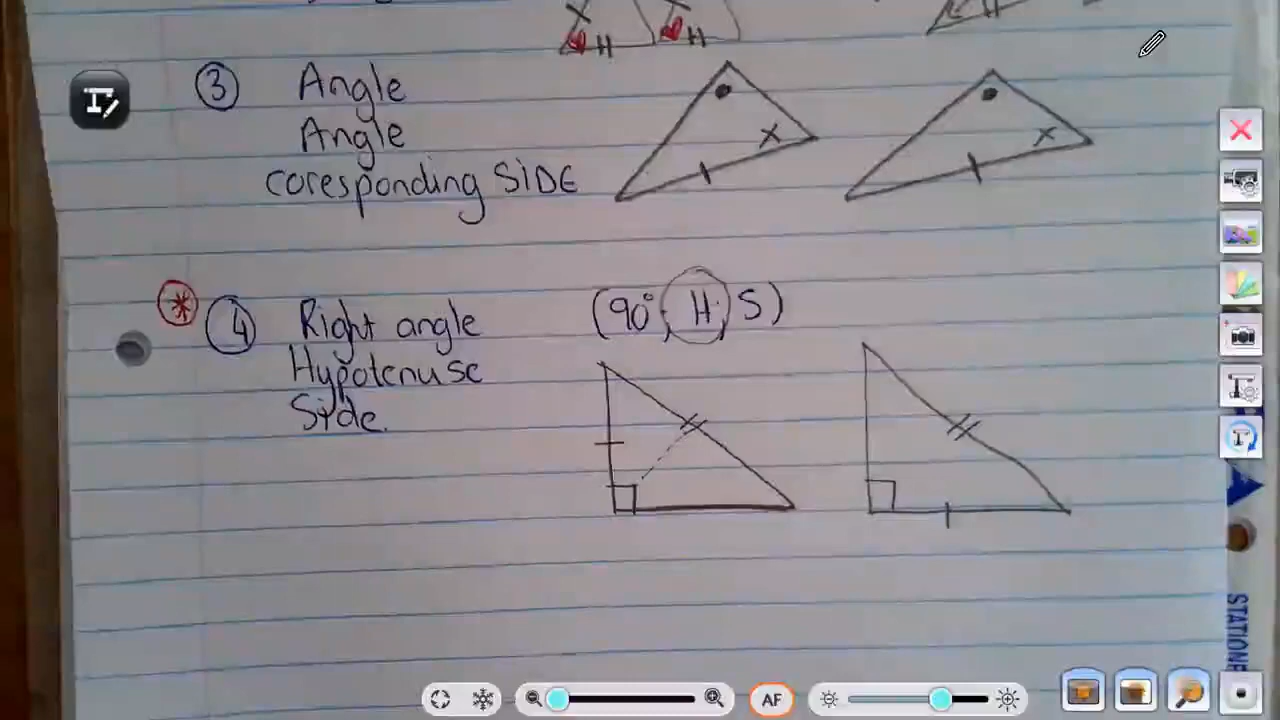 ③ Angle
Angle
coresponding SIDE
* ④ Right angle (90°, H, S)
Hypotenuse
Side.
AF
STATIONE